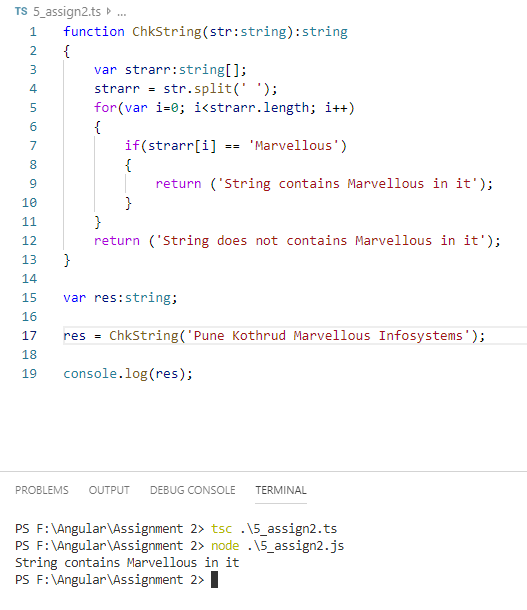 TS 5_assign2.ts > ...
1 function ChkString(str:string):string
2 {
3 var strarr:string[];
4 strarr = str.split(' ');
5 for(var i=0; i<strarr.length; i++)
6 {
7 if(strarr[i] == 'Marvellous')
8 {
9 return ('String contains Marvellous in it');
10 }
11 }
12 return ('String does not contains Marvellous in it');
13 }
14
15 var res:string;
16
17 res = ChkString('Pune Kothrud Marvellous Infosystems');
18
19 console.log(res);
PROBLEMS OUTPUT DEBUG CONSOLE TERMINAL
PS F:\Angular\Assignment 2> tsc .\5_assign2.ts
PS F:\Angular\Assignment 2> node .\5_assign2.js
String contains Marvellous in it
PS F:\Angular\Assignment 2>